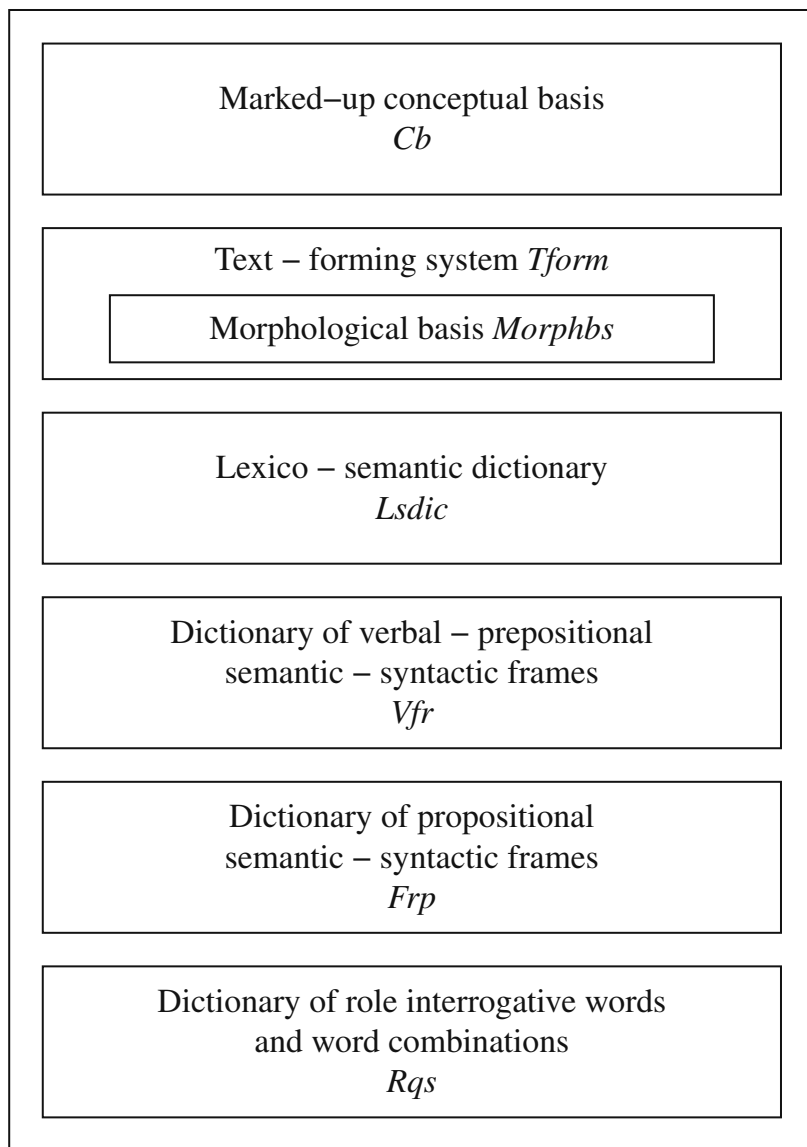 Marked−up conceptual basis
Cb
Text − forming system Tform
Morphological basis Morphbs
Lexico − semantic dictionary
Lsdic
Dictionary of verbal − prepositional
semantic − syntactic frames
Vfr
Dictionary of propositional
semantic − syntactic frames
Frp
Dictionary of role interrogative words
and word combinations
Rqs